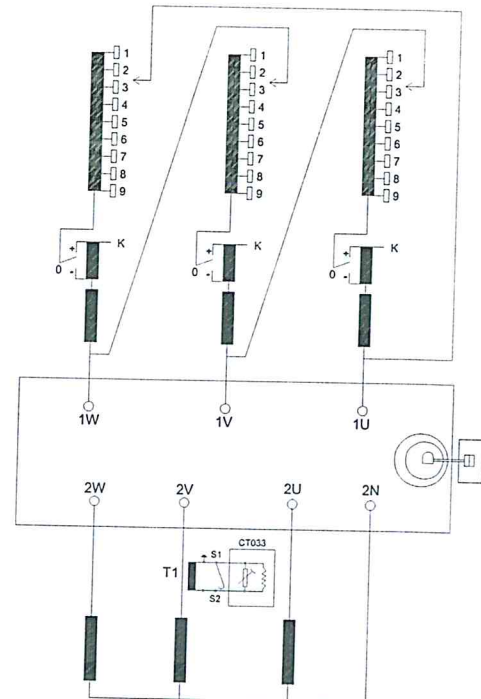 1 1 1
2 2 2
3 3 3
4 4 4
5 5 5
6 6 6
7 7 7
8 8 8
9 9 9
+ K + K + K
0 - 0 - 0 -
1W 1V 1U
2W 2V 2U 2N
CT033
S1
T1
S2